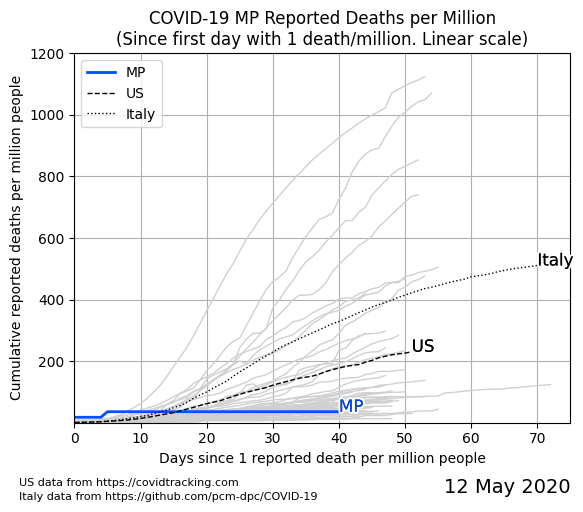 COVID-19 MP Reported Deaths per Million
(Since first day with 1 death/million. Linear scale)
Cumulative reported deaths per million people
1200
1000
800
600
400
200
MP
US
Italy
Italy
US
MP
0 10 20 30 40 50 60 70
Days since 1 reported death per million people
US data from https://covidtracking.com
Italy data from https://github.com/pcm-dpc/COVID-19
12 May 2020